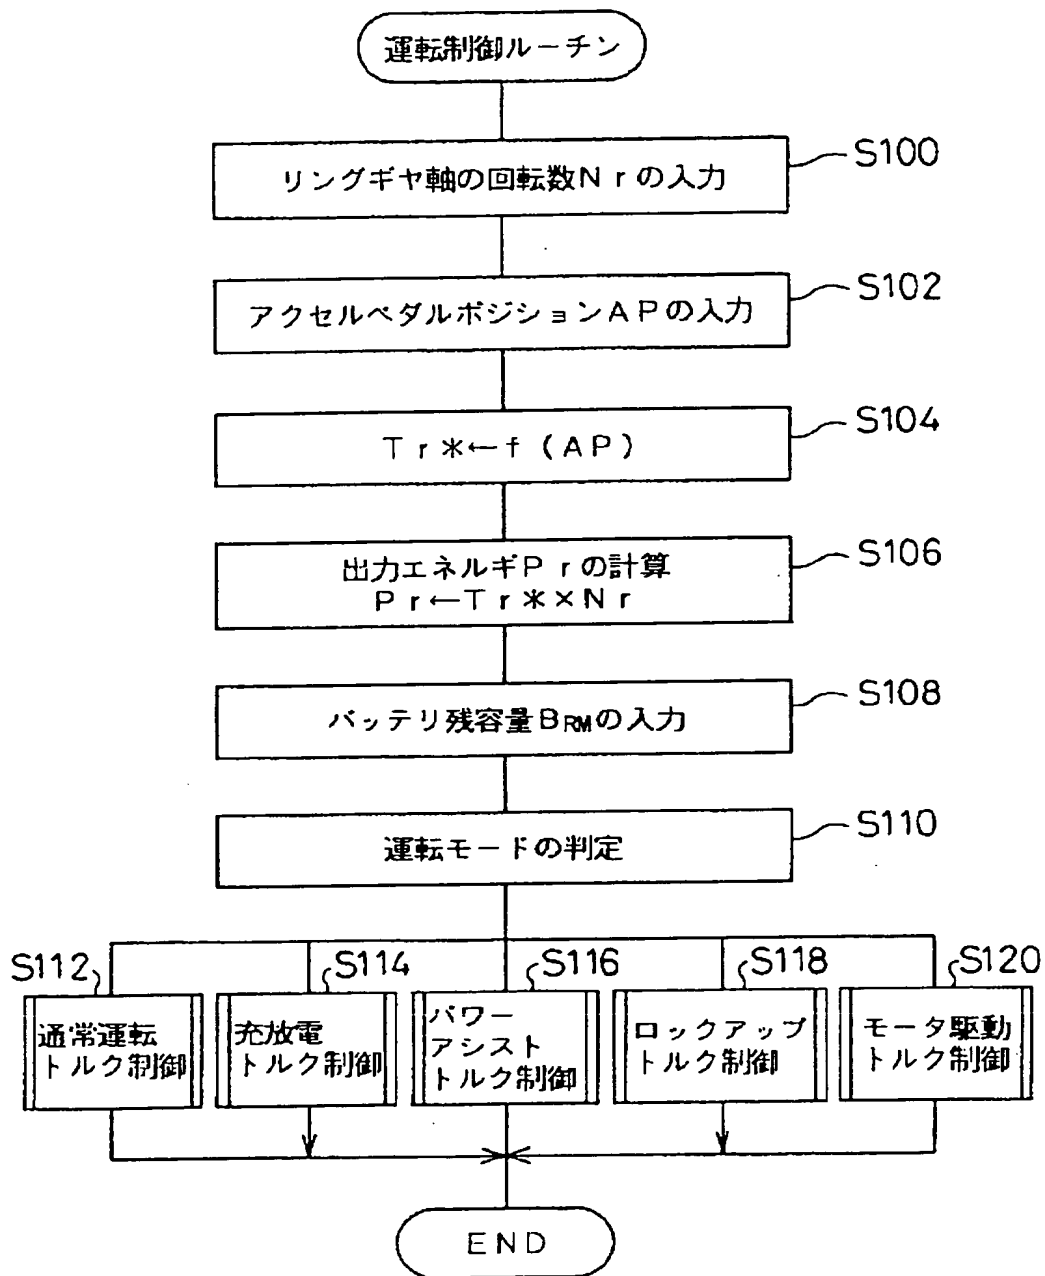 運転制御ルーチン
リングギヤ軸の回転数Nrの入力
S100
アクセルペダルポジションAPの入力
S102
Tr*←f(AP)
S104
出力エネルギPrの計算
Pr←Tr*×Nr
S106
バッテリ残容量BRMの入力
S108
運転モードの判定
S110
S112
通常運転
トルク制御
S114
充放電
トルク制御
S116
パワー
アシスト
トルク制御
S118
ロックアップ
トルク制御
S120
モータ駆動
トルク制御
END